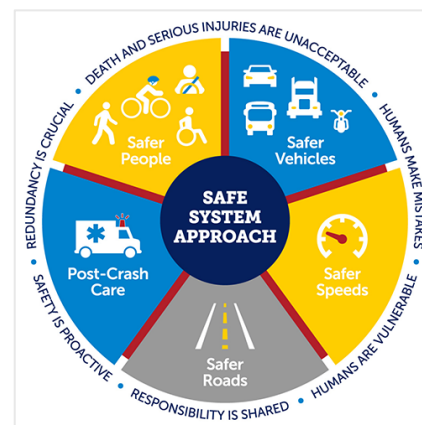 DEATH AND SERIOUS INJURIES ARE UNACCEPTABLE
HUMANS MAKE MISTAKES
HUMANS ARE VULNERABLE
RESPONSIBILITY IS SHARED
SAFETY IS PROACTIVE
REDUNDANCY IS CRUCIAL
Safer
People
Safer
Vehicles
SAFE
SYSTEM
APPROACH
Post-Crash
Care
Safer
Speeds
Safer
Roads